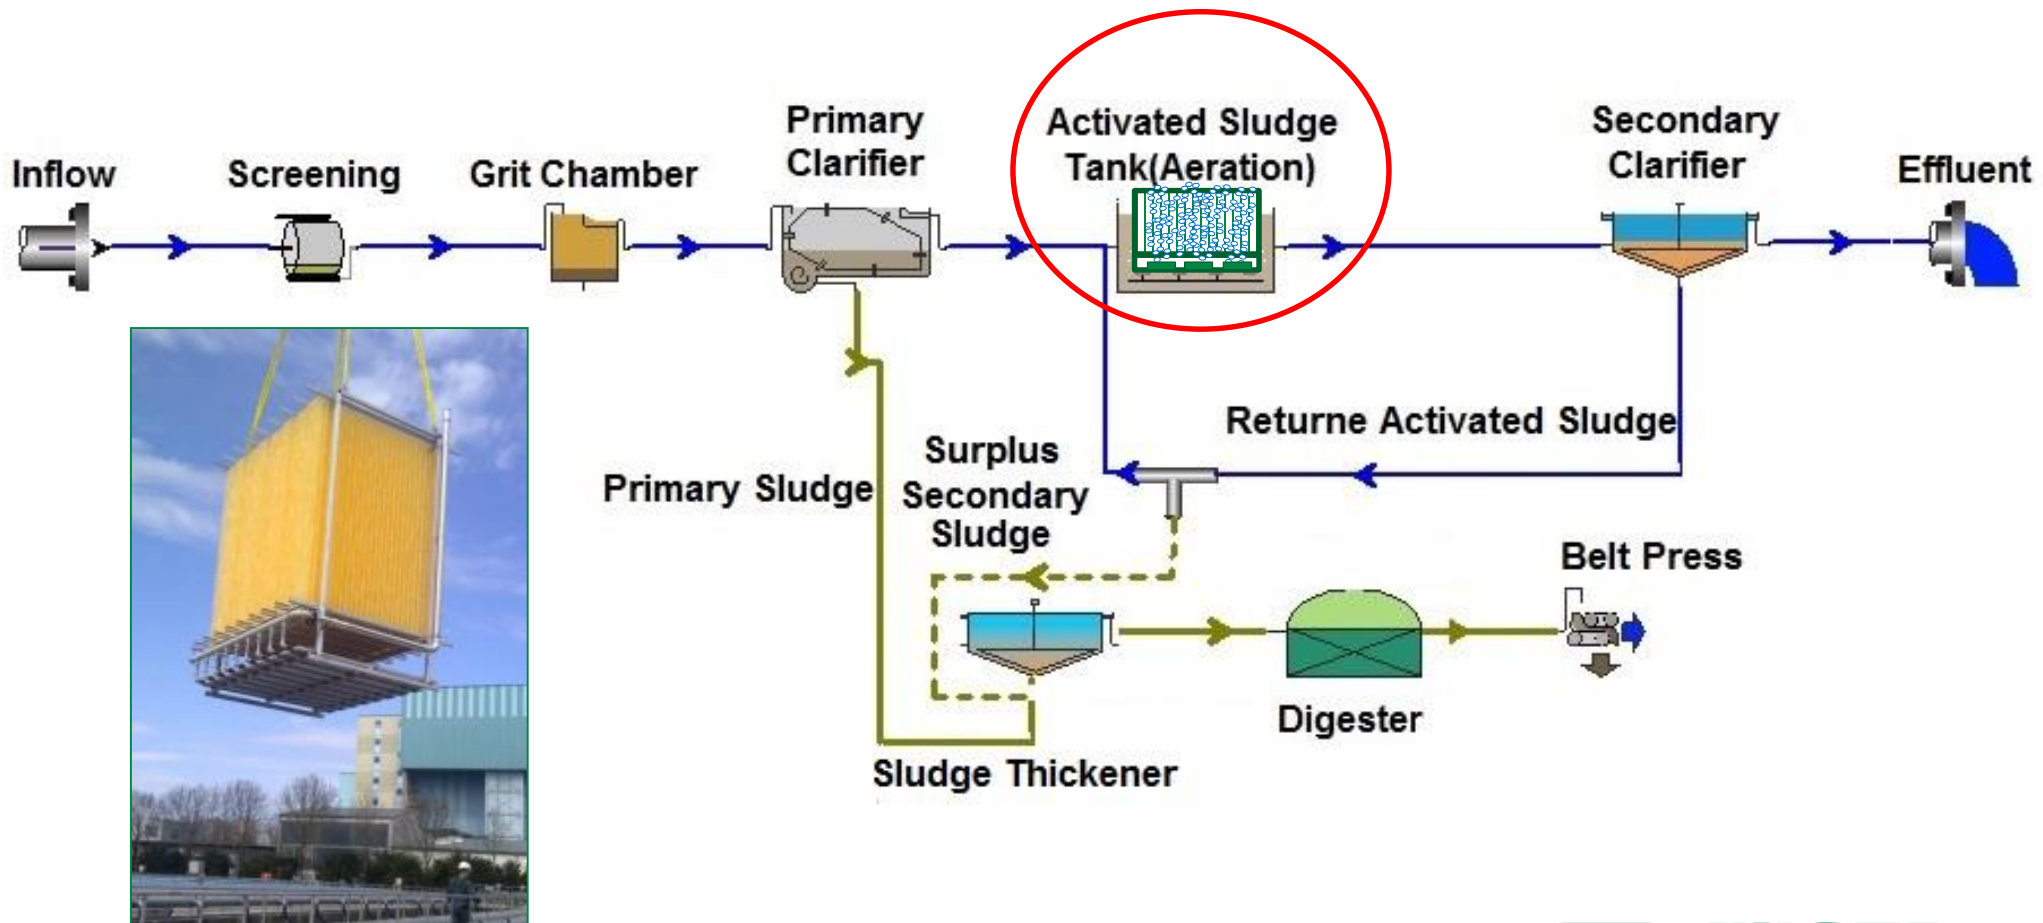 Inflow
Screening
Grit Chamber
Primary
Clarifier
Activated Sludge
Tank(Aeration)
Secondary
Clarifier
Effluent
Returne Activated Sludge
Primary Sludge
Surplus
Secondary
Sludge
Belt Press
Digester
Sludge Thickener